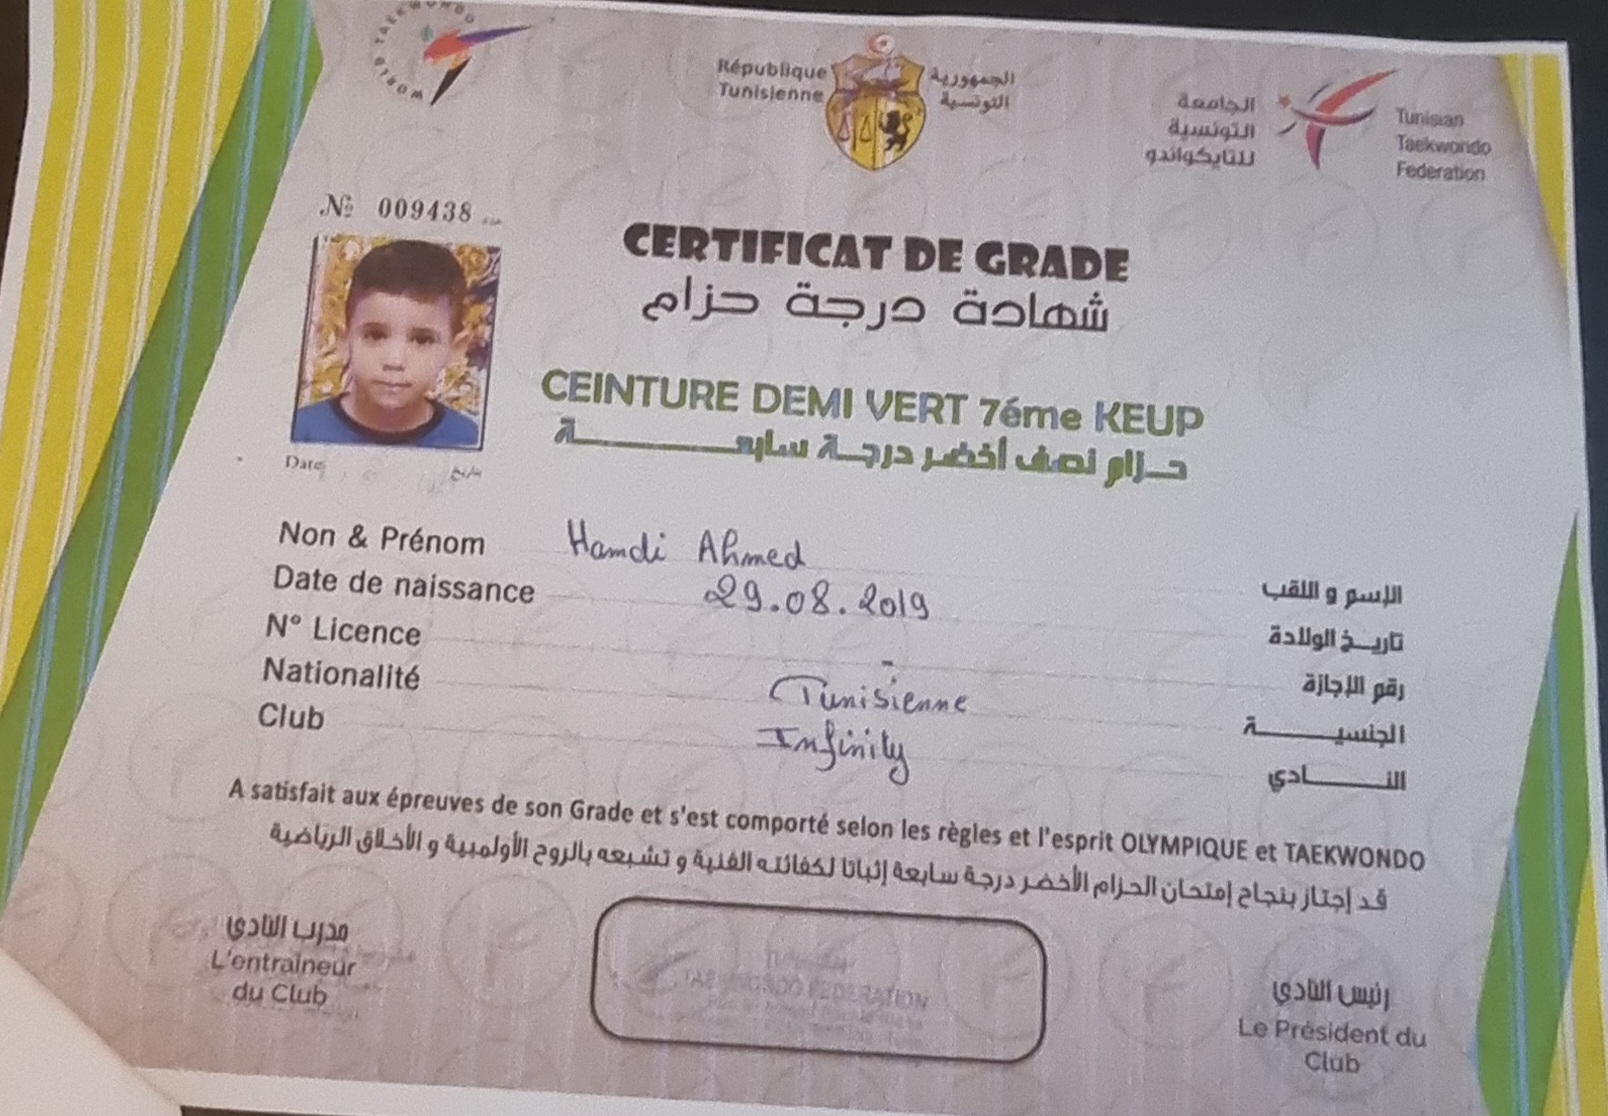 WORLD TAEKWONDO
République
Tunisienne
الجمهورية
التونسية
الجامعة
التونسية
للتايكواندو
Tunisian
Taekwondo
Federation
№ 009438
CERTIFICAT DE GRADE
شهادة درجة حزام
CEINTURE DEMI VERT 7éme KEUP
حزام نصف أخضر درجة سابعة
Date تاريخ
Non & Prénom Hamdi Ahmed الإسم و اللقب
Date de naissance 29.08.2019 تاريخ الولادة
N° Licence - رقم الإجازة
Nationalité Tunisienne الجنسية
Club Infinity النادي
A satisfait aux épreuves de son Grade et s'est comporté selon les règles et l'esprit OLYMPIQUE et TAEKWONDO
قد إجتاز بنجاح إمتحان الحزام الأخضر درجة سابعة إثباتا لكفائته الفنية و تشبعه بالروح الأولمبية و الأخلاق الرياضية
مدرب النادي
L'entraîneur
du Club
TAEKWONDO FEDERATION
رئيس النادي
Le Président du
Club